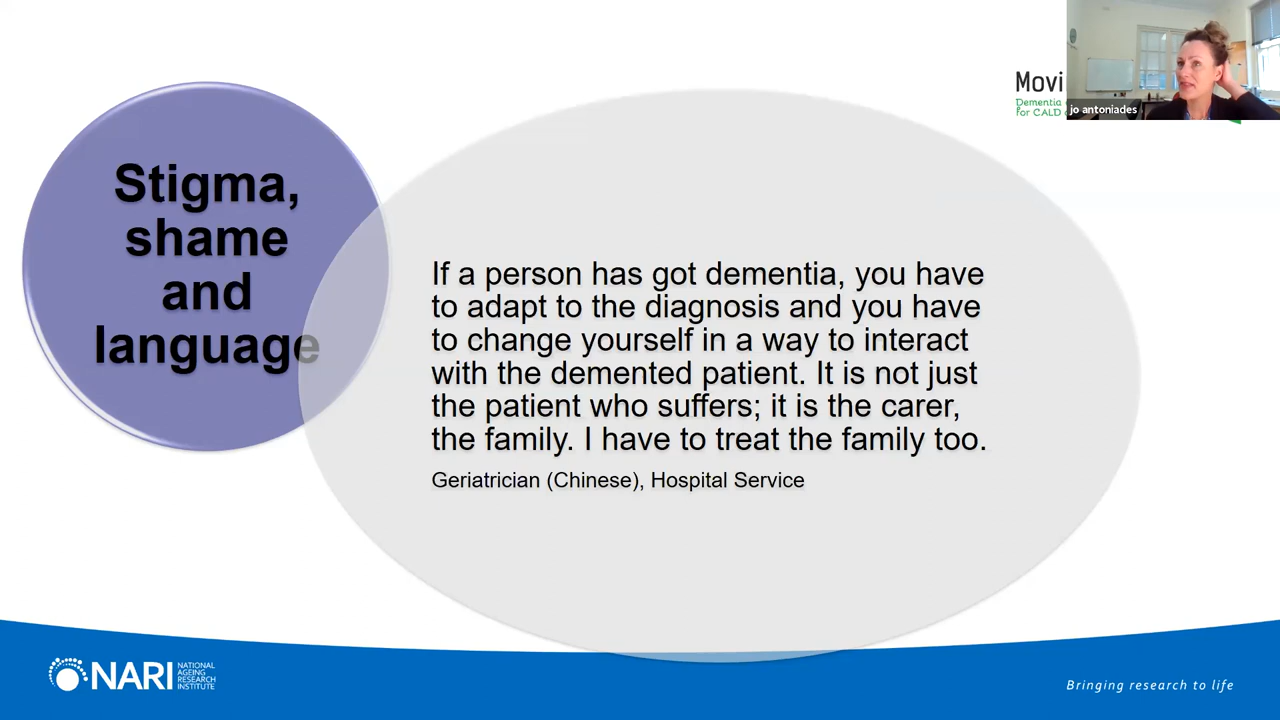 Stigma,
shame
and
language
If a person has got dementia, you have
to adapt to the diagnosis and you have
to change yourself in a way to interact
with the demented patient. It is not just
the patient who suffers; it is the carer,
the family. I have to treat the family too.
Geriatrician (Chinese), Hospital Service
Movi
Dementia
for CALD
jo antoniades
NARI
NATIONAL
AGEING
RESEARCH
INSTITUTE
Bringing research to life